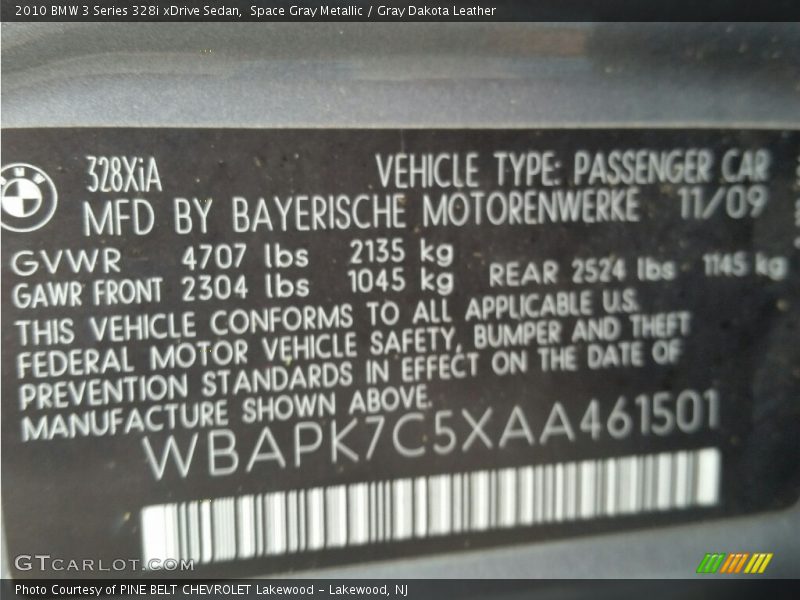 2010 BMW 3 Series 328i xDrive Sedan,  Space Gray Metallic / Gray Dakota Leather
328XiA VEHICLE TYPE: PASSENGER CAR
MFD BY BAYERISCHE MOTORENWERKE 11/09
GVWR 4707 lbs 2135 kg
GAWR FRONT 2304 lbs 1045 kg REAR 2524 lbs 1145 kg
THIS VEHICLE CONFORMS TO ALL APPLICABLE U.S.
FEDERAL MOTOR VEHICLE SAFETY, BUMPER AND THEFT
PREVENTION STANDARDS IN EFFECT ON THE DATE OF
MANUFACTURE SHOWN ABOVE.
WBAPK7C5XAA461501
GTCARLOT.COM
Photo Courtesy of PINE BELT CHEVROLET Lakewood – Lakewood, NJ